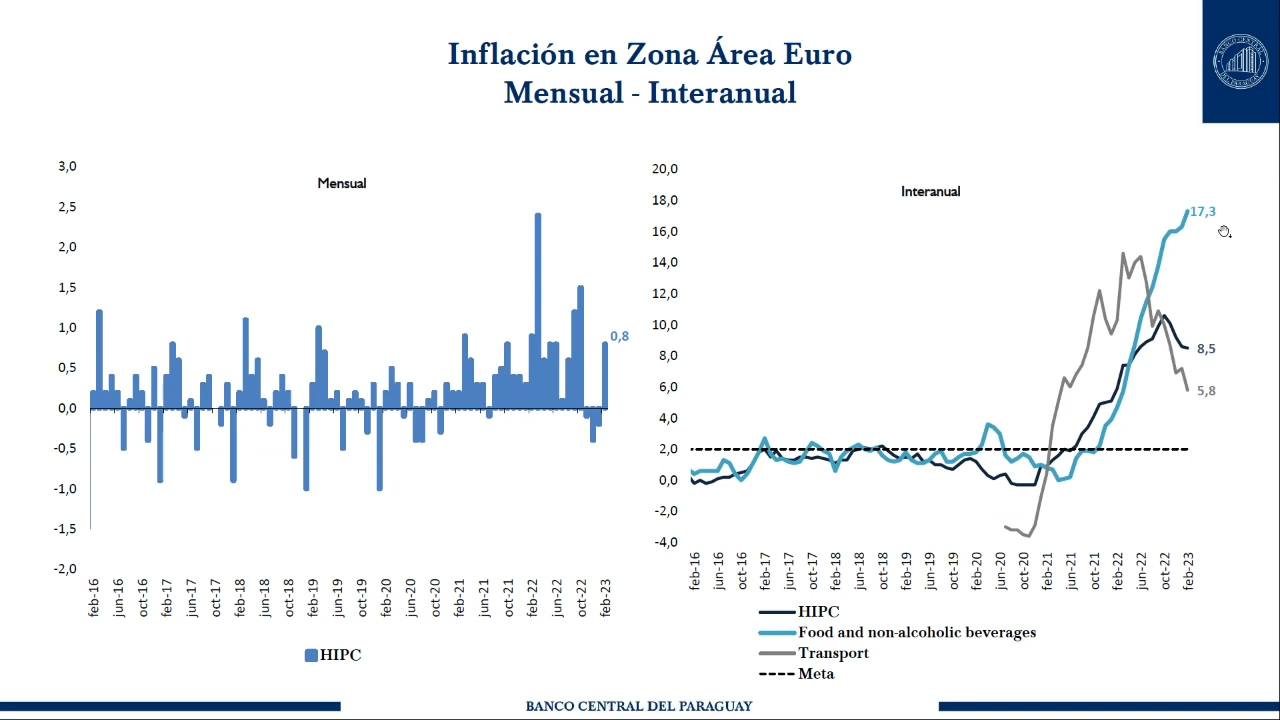 Inflación en Zona Área Euro
Mensual - Interanual
BANCO CENTRAL
DEL PARAGUAY
Mensual
3,0
2,5
2,0
1,5
1,0
0,5
0,0
-0,5
-1,0
-1,5
-2,0
0,8
feb-16
jun-16
oct-16
feb-17
jun-17
oct-17
feb-18
jun-18
oct-18
feb-19
jun-19
oct-19
feb-20
jun-20
oct-20
feb-21
jun-21
oct-21
feb-22
jun-22
oct-22
feb-23
HIPC
Interanual
20,0
18,0
16,0
14,0
12,0
10,0
8,0
6,0
4,0
2,0
0,0
-2,0
-4,0
17,3
8,5
5,8
feb-16
jun-16
oct-16
feb-17
jun-17
oct-17
feb-18
jun-18
oct-18
feb-19
jun-19
oct-19
feb-20
jun-20
oct-20
feb-21
jun-21
oct-21
feb-22
jun-22
oct-22
feb-23
HIPC
Food and non-alcoholic beverages
Transport
Meta
BANCO CENTRAL DEL PARAGUAY